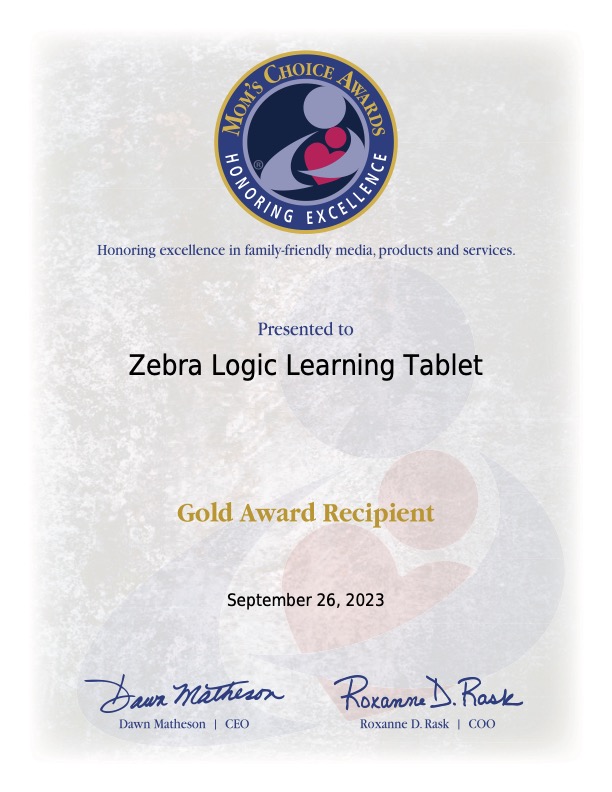 MOM'S CHOICE AWARDS
HONORING EXCELLENCE
®
Honoring excellence in family-friendly media, products and services.
Presented to
Zebra Logic Learning Tablet
Gold Award Recipient
September 26, 2023
Dawn Matheson Roxanne D. Rask
Dawn Matheson | CEO Roxanne D. Rask | COO